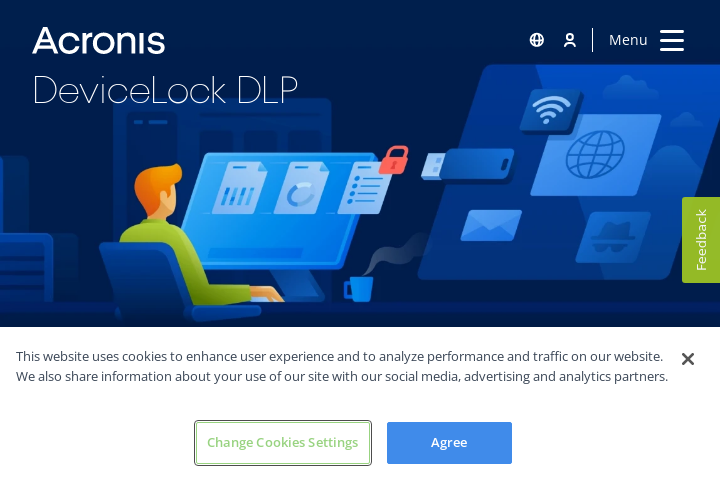 Acronis
Menu
DeviceLock DLP
Feedback
This website uses cookies to enhance user experience and to analyze performance and traffic on our website.
We also share information about your use of our site with our social media, advertising and analytics partners.
Change Cookies Settings
Agree